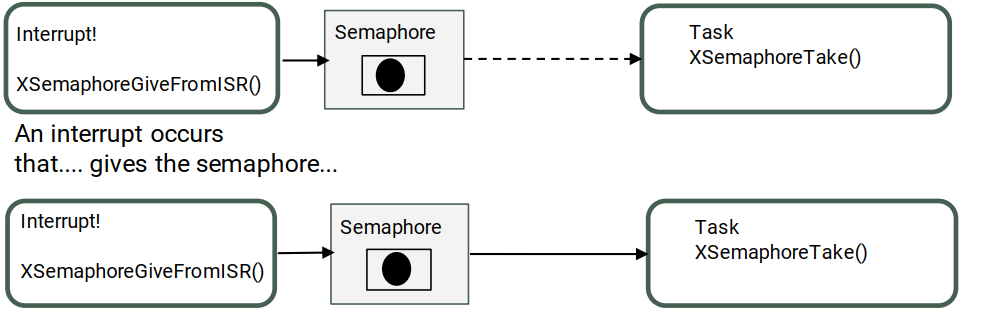 Interrupt!
XSemaphoreGiveFromISR()
Semaphore
Task
XSemaphoreTake()
An interrupt occurs
that.... gives the semaphore...
Interrupt!
XSemaphoreGiveFromISR()
Semaphore
Task
XSemaphoreTake()